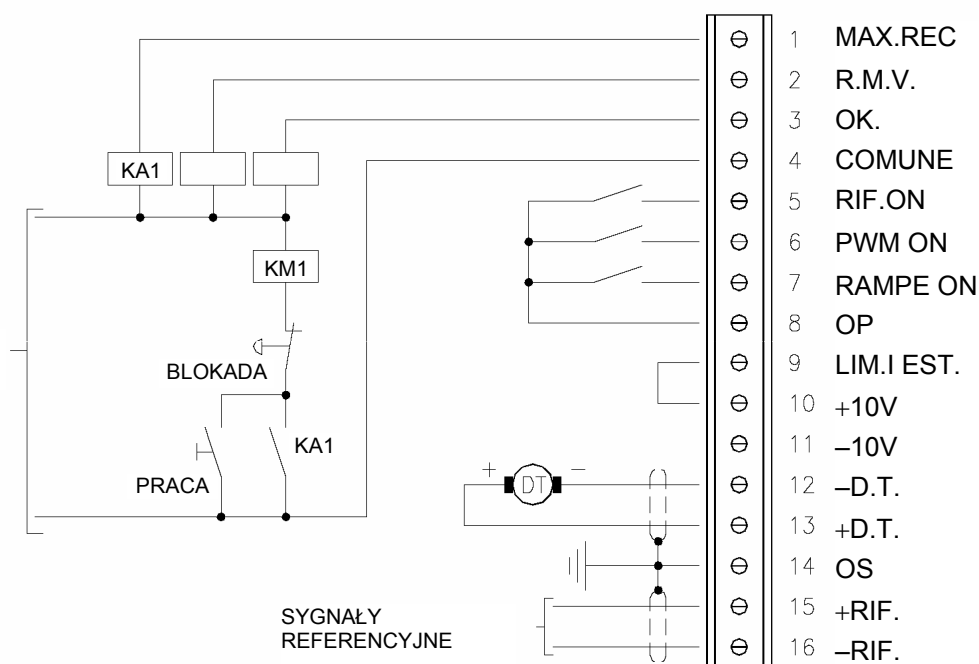 1 MAX.REC
2 R.M.V.
3 OK.
4 COMUNE
5 RIF.ON
6 PWM ON
7 RAMPE ON
8 OP
9 LIM.I EST.
10 +10V
11 –10V
12 –D.T.
13 +D.T.
14 OS
15 +RIF.
16 –RIF.
KA1
KM1
BLOKADA
KA1
PRACA
+ DT –
SYGNAŁY
REFERENCYJNE